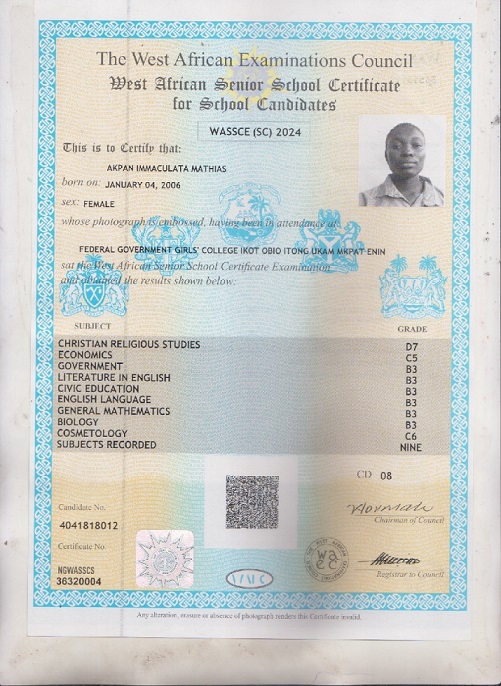 The West African Examinations Council
West African Senior School Certificate
for School Candidates
WASSCE (SC) 2024
This is to Certify that:
AKPAN IMMACULATA MATHIAS
born on: JANUARY 04, 2006
sex: FEMALE
whose photograph is embossed, having been in attendance at
FEDERAL GOVERNMENT GIRLS' COLLEGE IKOT OBIO ITONG UKAM MKPAT ENIN
sat the West African Senior School Certificate Examination
and obtained the results shown below:
SUBJECT GRADE
CHRISTIAN RELIGIOUS STUDIES D7
ECONOMICS C5
GOVERNMENT B3
LITERATURE IN ENGLISH B3
CIVIC EDUCATION B3
ENGLISH LANGUAGE B3
GENERAL MATHEMATICS B3
BIOLOGY B3
COSMETOLOGY C6
SUBJECTS RECORDED NINE
CD 08
Candidate No.
4041818012
Chairman of Council
Certificate No
NGWASSCS
36320004
waec
Registrar to Council
Any alteration, erasure or absence of photograph renders this Certificate invalid.